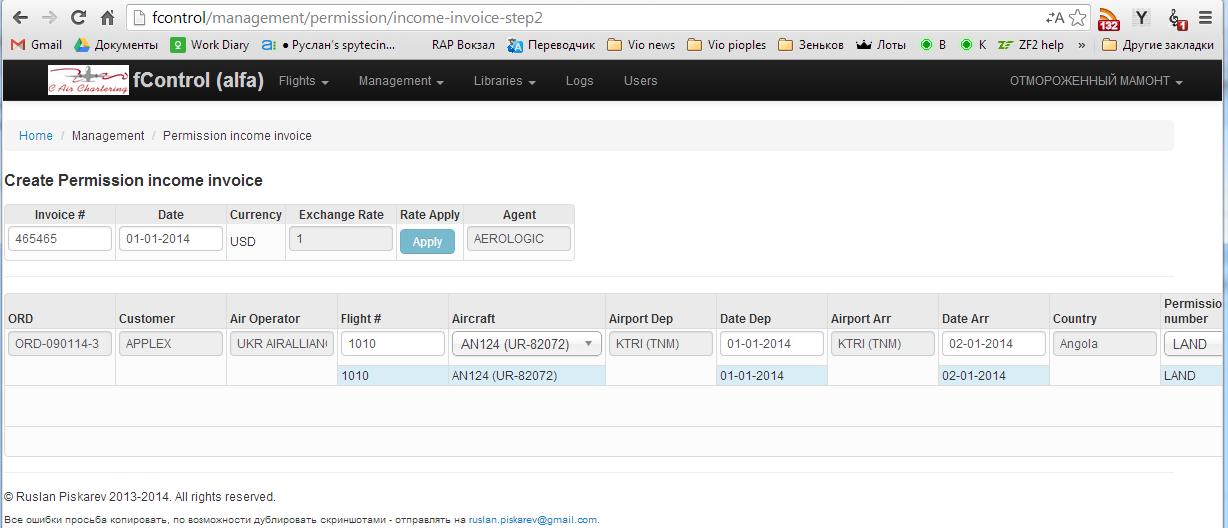 fcontrol/management/permission/income-invoice-step2
132
Y
1
Gmail Документы Work Diary a: ● Руслан's spytecin... RAP Вокзал Переводчик Vio news Vio pioples Зеньков Лоты В К ZF2 help » Другие закладки
C Air Chartering fControl (alfa) Flights Management Libraries Logs Users ОТМОРОЖЕННЫЙ МАМОНТ
Home / Management / Permission income invoice
Create Permission income invoice
Invoice # Date Currency Exchange Rate Rate Apply Agent
465465 01-01-2014 USD 1 Apply AEROLOGIC
ORD Customer Air Operator Flight # Aircraft Airport Dep Date Dep Airport Arr Date Arr Country Permissio
number
ORD-090114-3 APPLEX UKR AIRALLIAN 1010 AN124 (UR-82072) KTRI (TNM) 01-01-2014 KTRI (TNM) 02-01-2014 Angola LAND
1010 AN124 (UR-82072) 01-01-2014 02-01-2014 LAND
© Ruslan Piskarev 2013-2014. All rights reserved.
Все ошибки просьба копировать, по возможности дублировать скриншотами - отправлять на ruslan.piskarev@gmail.com.